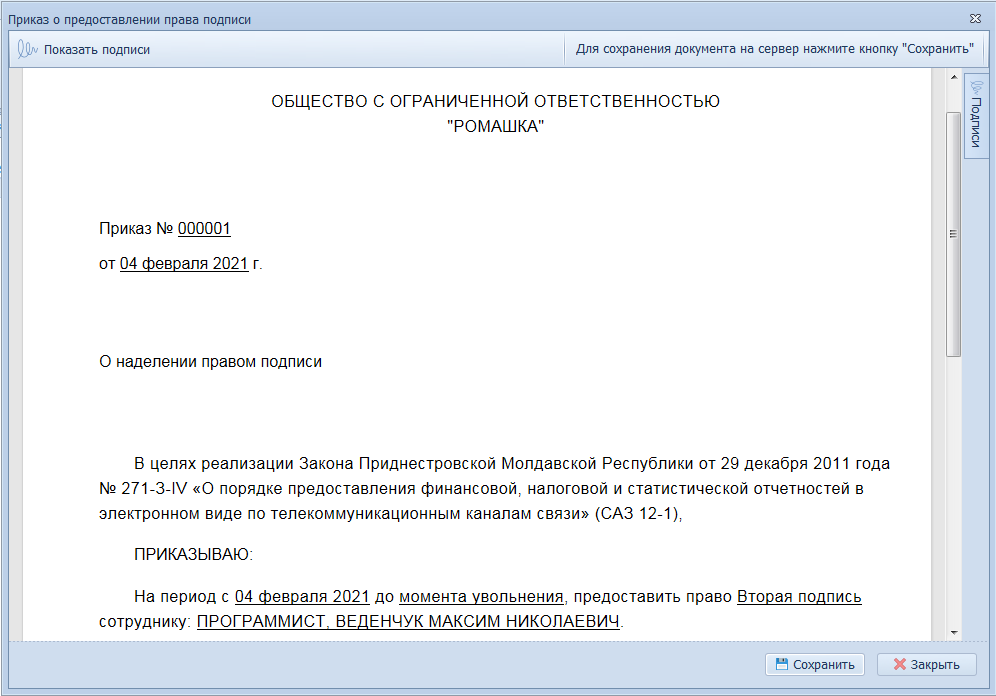 Приказ о предоставлении права подписи
Показать подписи
Для сохранения документа на сервер нажмите кнопку "Сохранить"
Подписи
ОБЩЕСТВО С ОГРАНИЧЕННОЙ ОТВЕТСТВЕННОСТЬЮ
"РОМАШКА"
Приказ № 000001
от 04 февраля 2021 г.
О наделении правом подписи
В целях реализации Закона Приднестровской Молдавской Республики от 29 декабря 2011 года
№ 271-З-IV «О порядке предоставления финансовой, налоговой и статистической отчетностей в
электронном виде по телекоммуникационным каналам связи» (САЗ 12-1),
ПРИКАЗЫВАЮ:
На период с 04 февраля 2021 до момента увольнения, предоставить право Вторая подпись
сотруднику: ПРОГРАММИСТ, ВЕДЕНЧУК МАКСИМ НИКОЛАЕВИЧ.
Сохранить
Закрыть